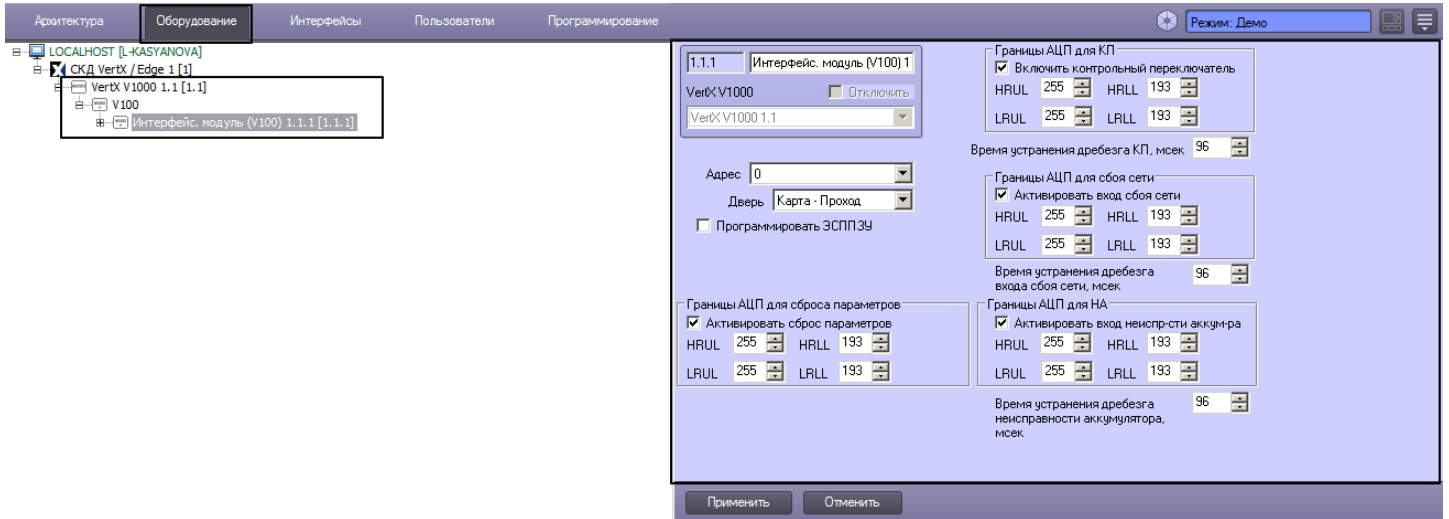 Архитектура Оборудование Интерфейсы Пользователи Программирование Режим: Демо
LOCALHOST [L-KASYANOVA]
СКД VertX / Edge 1 [1]
VertX V1000 1.1 [1.1]
V100
Интерфейс. модуль (V100) 1.1.1 [1.1.1]
1.1.1 Интерфейс. модуль (V100) 1
VertX V1000 Отключить
VertX V1000 1.1
Адрес 0
Дверь Карта - Проход
Программировать ЭСППЗУ
Границы АЦП для сброса параметров
Активировать сброс параметров
HRUL 255 HRLL 193
LRUL 255 LRLL 193
Границы АЦП для КП
Включить контрольный переключатель
HRUL 255 HRLL 193
LRUL 255 LRLL 193
Время устранения дребезга КП, мсек 96
Границы АЦП для сбоя сети
Активировать вход сбоя сети
HRUL 255 HRLL 193
LRUL 255 LRLL 193
Время устранения дребезга 96
входа сбоя сети, мсек
Границы АЦП для НА
Активировать вход неиспр-сти аккум-ра
HRUL 255 HRLL 193
LRUL 255 LRLL 193
Время устранения дребезга 96
неисправности аккумулятора,
мсек
Применить Отменить